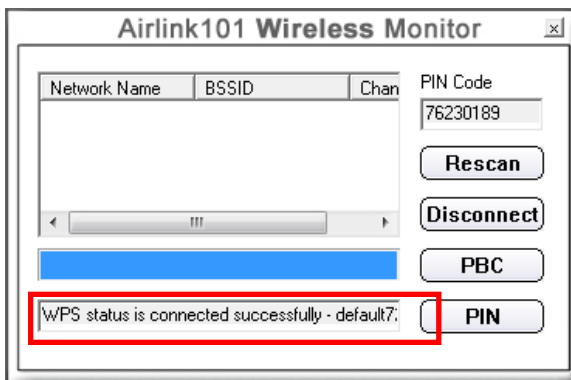 Airlink101 Wireless Monitor
Network Name BSSID Chan
PIN Code
76230189
Rescan
Disconnect
PBC
WPS status is connected successfully - default7
PIN